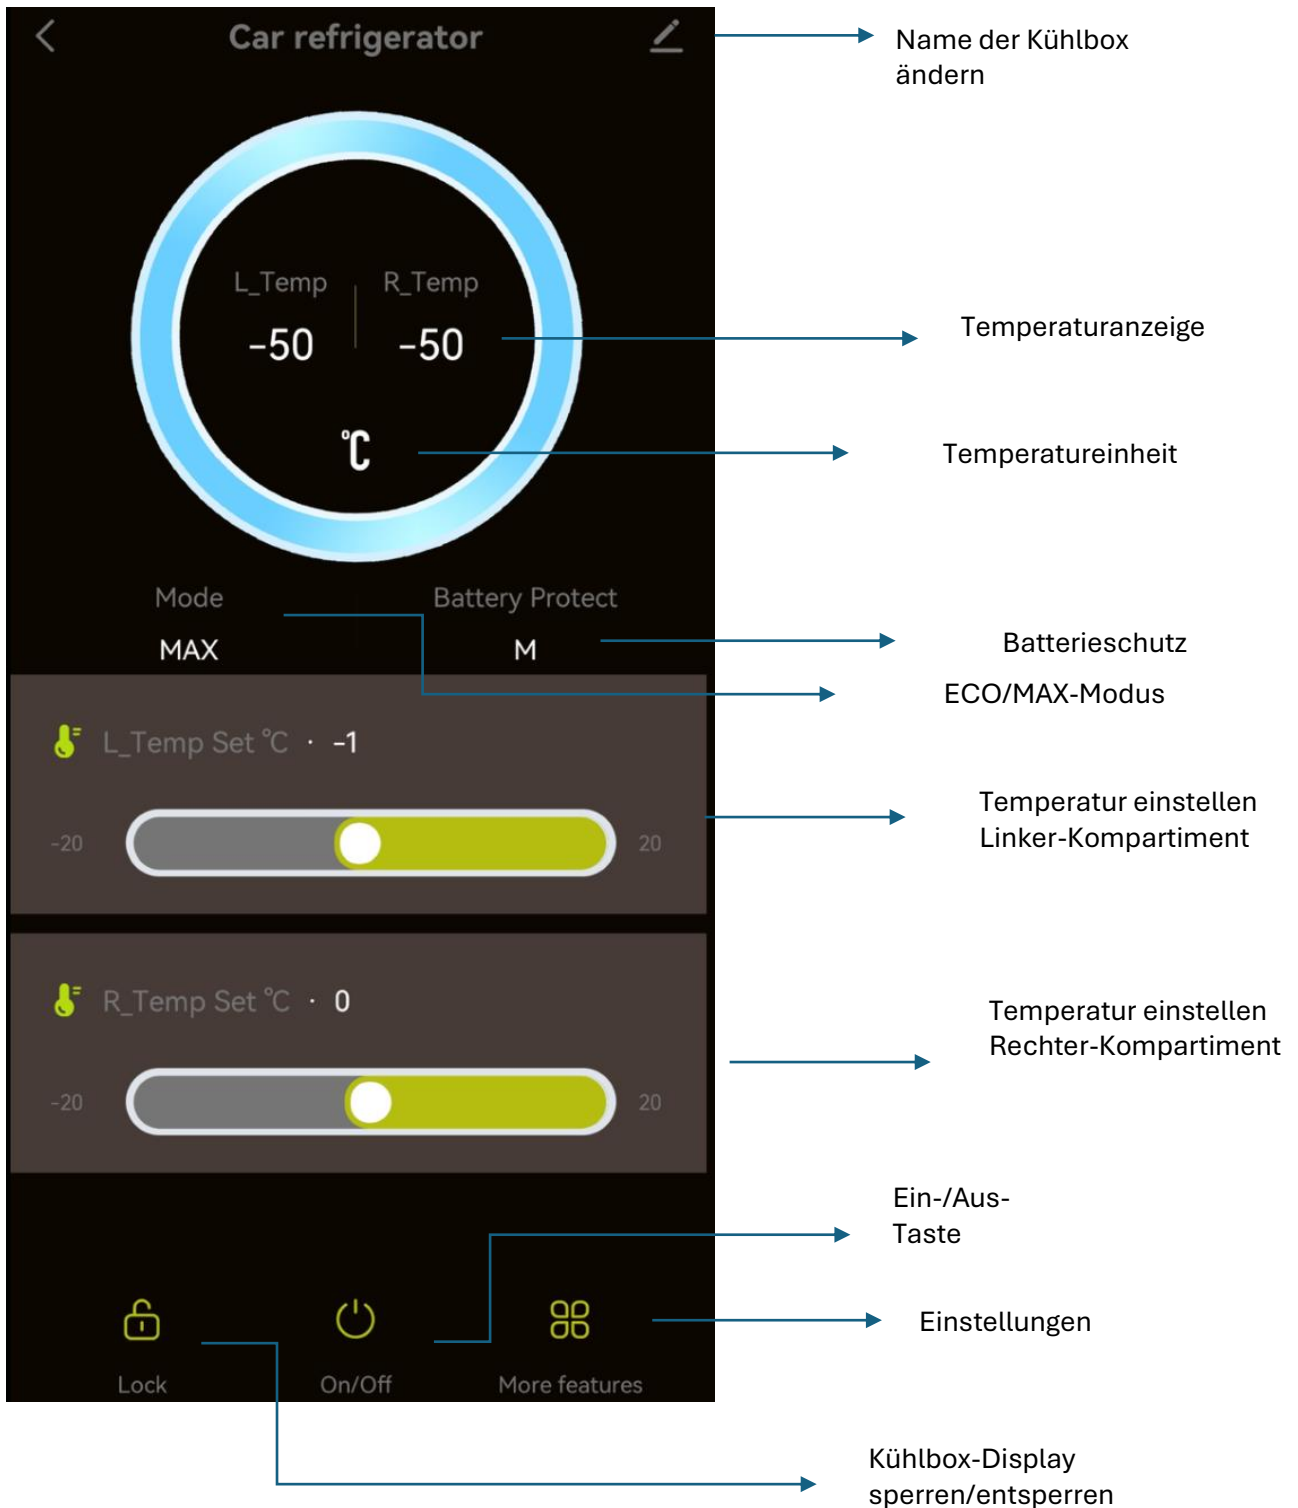 Car refrigerator
Name der Kühlbox
ändern
L_Temp
R_Temp
-50
-50
Temperaturanzeige
°C
Temperatureinheit
Mode
Battery Protect
MAX
M
Batterieschutz
ECO/MAX-Modus
L_Temp Set °C · -1
Temperatur einstellen
Linker-Kompartiment
-20
20
R_Temp Set °C · 0
Temperatur einstellen
Rechter-Kompartiment
-20
20
Ein-/Aus-
Taste
Einstellungen
Lock
On/Off
More features
Kühlbox-Display
sperren/entsperren